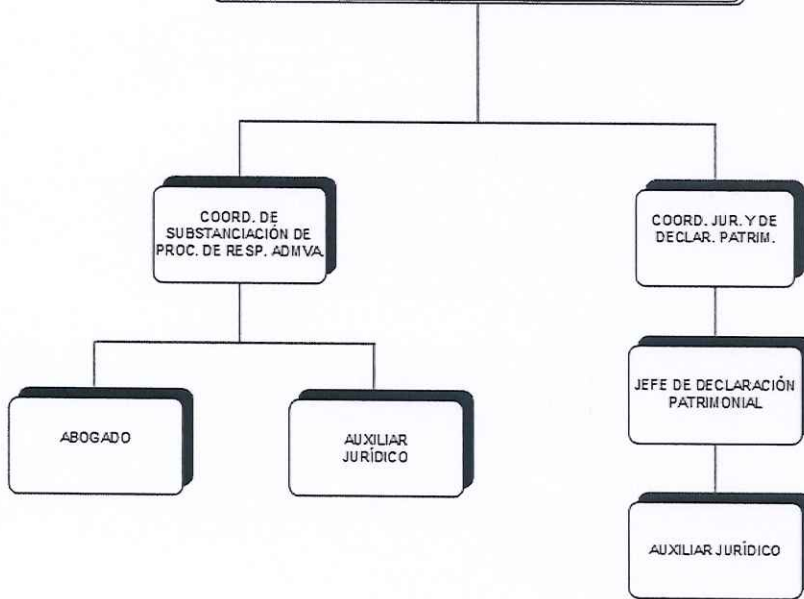 COORD. DE
SUBSTANCIACIÓN DE
PROC. DE RESP. ADMVA.
COORD. JUR. Y DE
DECLAR. PATRIM.
JEFE DE DECLARACIÓN
PATRIMONIAL
ABOGADO
AUXILIAR
JURÍDICO
AUXILIAR JURÍDICO